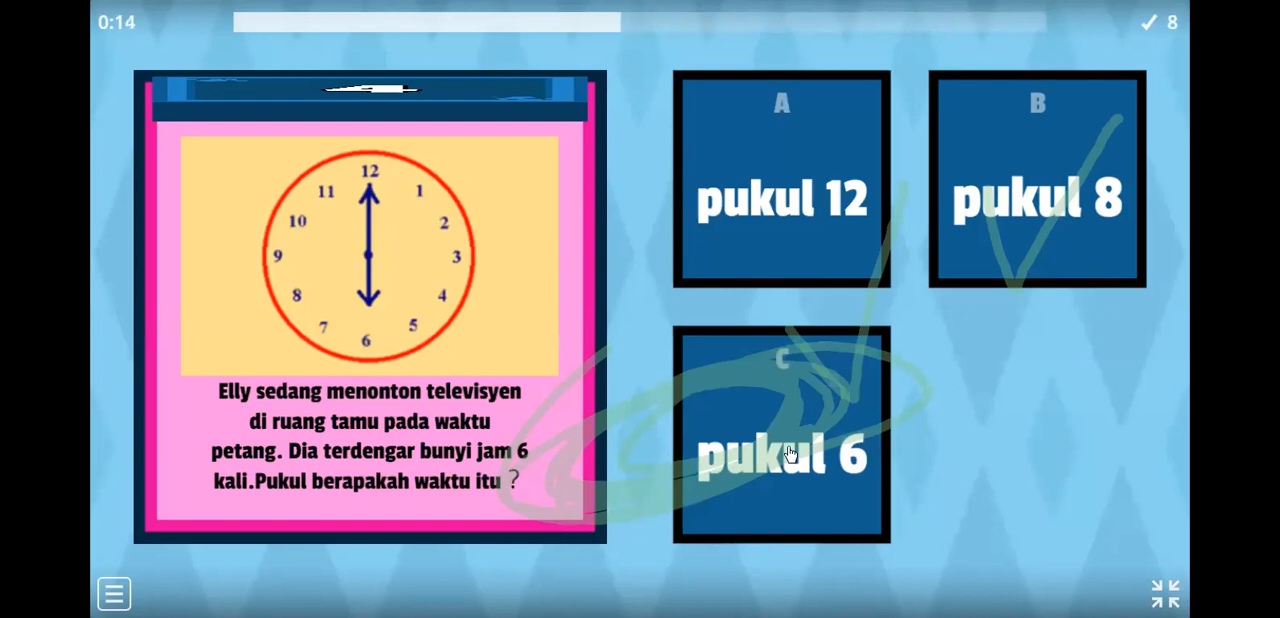 0:14
8
12
11
1
10
2
9
3
8
4
7
5
6
Elly sedang menonton televisyen
di ruang tamu pada waktu
petang. Dia terdengar bunyi jam 6
kali.Pukul berapakah waktu itu ?
A
pukul 12
B
pukul 8
C
pukul 6